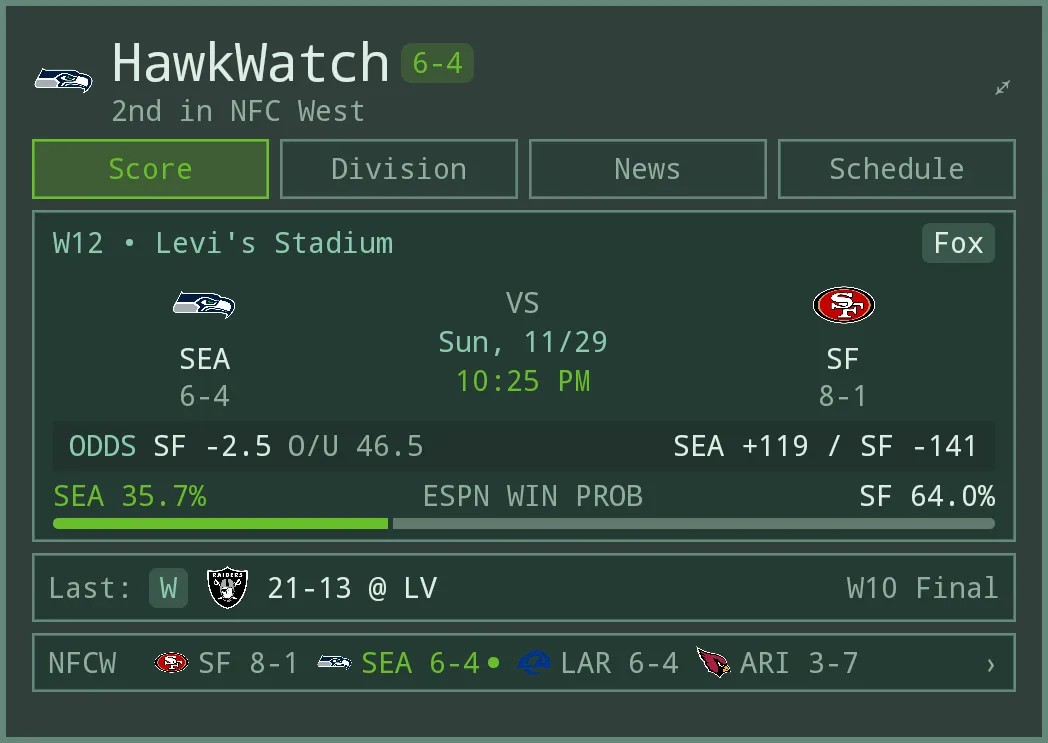 HawkWatch 6-4
2nd in NFC West
Score Division News Schedule
W12 • Levi's Stadium Fox
VS
Sun, 11/29
10:25 PM
SEA SF
6-4 8-1
ODDS SF -2.5 O/U 46.5 SEA +119 / SF -141
SEA 35.7% ESPN WIN PROB SF 64.0%
Last: W RAIDERS 21-13 @ LV W10 Final
NFCW SF 8-1 SEA 6-4 LAR 6-4 ARI 3-7